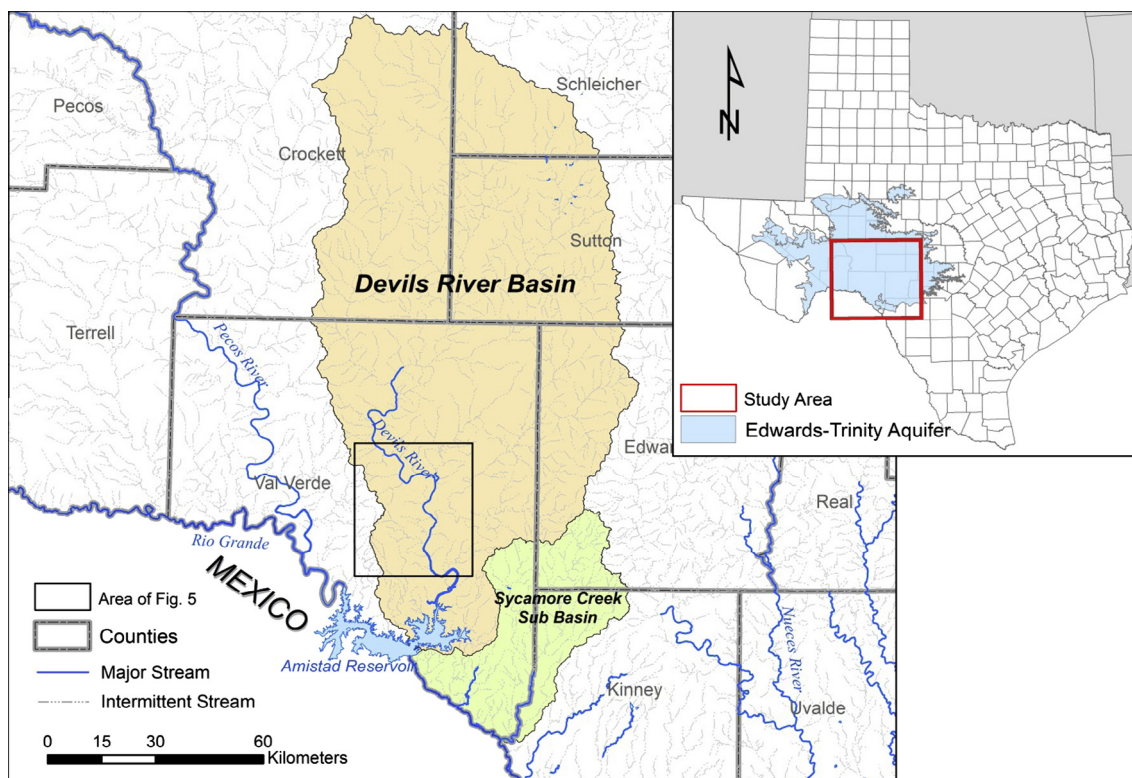 Pecos
Schleicher
Crockett
Sutton
Devils River Basin
Terrell
Pecos River
Devils River
Val Verde
Rio Grande
MEXICO
Sycamore Creek
Sub Basin
Amistad Reservoir
Kinney
Real
Nueces River
Uvalde
Area of Fig. 5
Counties
Major Stream
Intermittent Stream
0 15 30 60
Kilometers
N
Study Area
Edwards-Trinity Aquifer